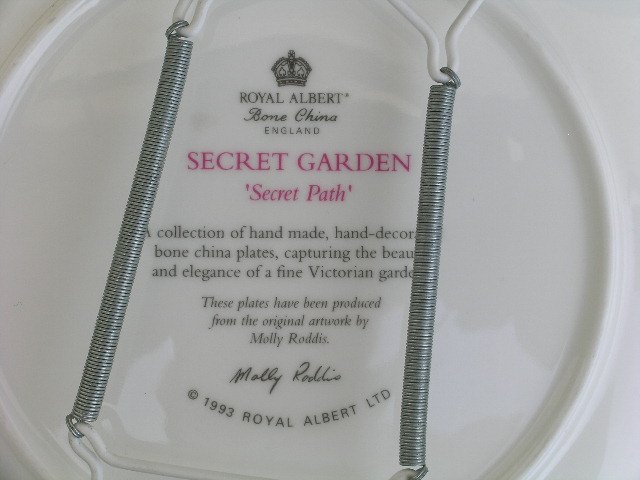 ROYAL ALBERT®
Bone China
ENGLAND
SECRET GARDEN
'Secret Path'
A collection of hand made, hand-decor
bone china plates, capturing the beau
and elegance of a fine Victorian garde
These plates have been produced
from the original artwork by
Molly Roddis.
Molly Roddis
© 1993 ROYAL ALBERT LTD